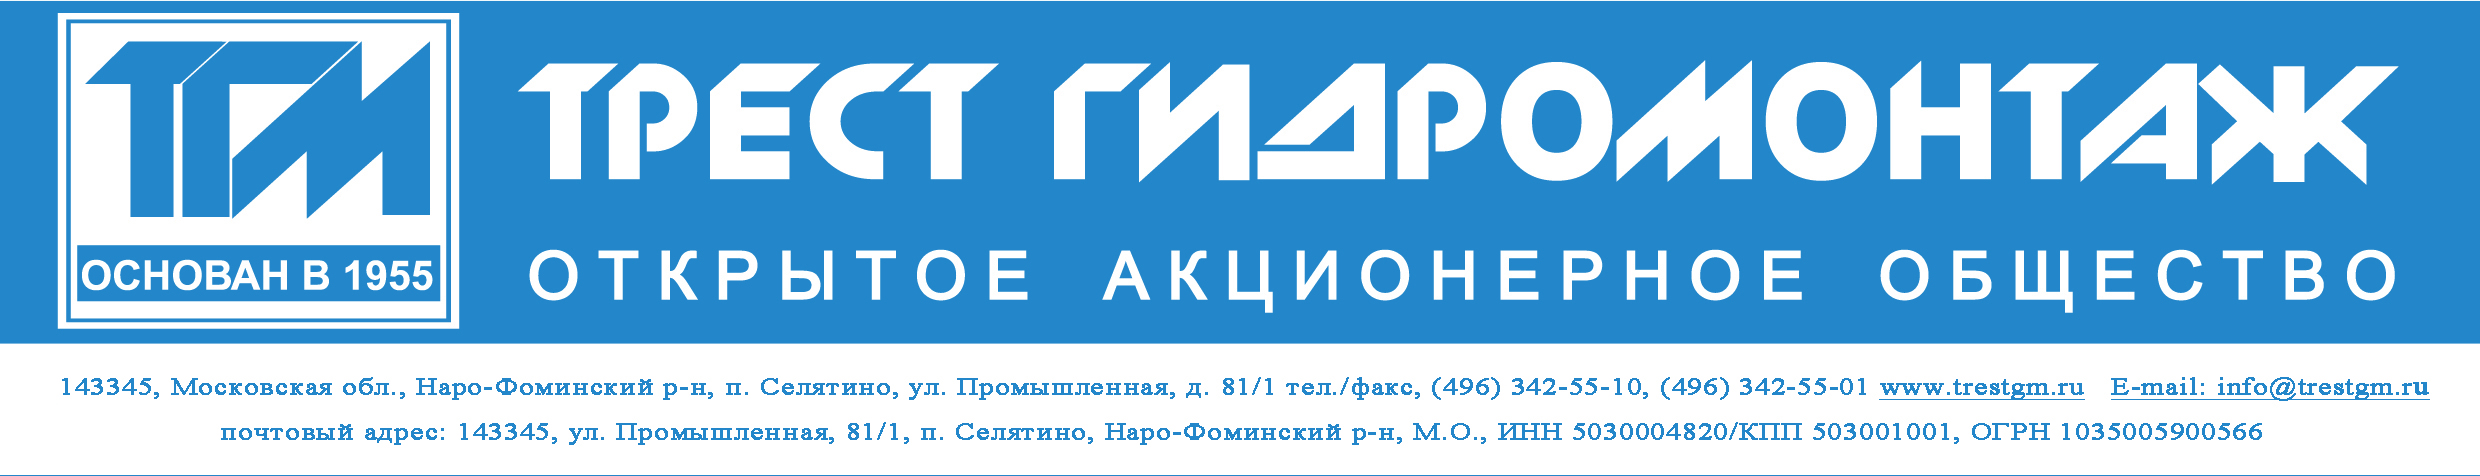 ТГМ
ОСНОВАН В 1955
ТРЕСТ ГИДРОМОНТАЖ
ОТКРЫТОЕ АКЦИОНЕРНОЕ ОБЩЕСТВО
143345, Московская обл., Наро-Фоминский р-н, п. Селятино, ул. Промышленная, д. 81/1 тел./факс, (496) 342-55-10, (496) 342-55-01 www.trestgm.ru E-mail: info@trestgm.ru
почтовый адрес: 143345, ул. Промышленная, 81/1, п. Селятино, Наро-Фоминский р-н, М.О., ИНН 5030004820/КПП 503001001, ОГРН 1035005900566